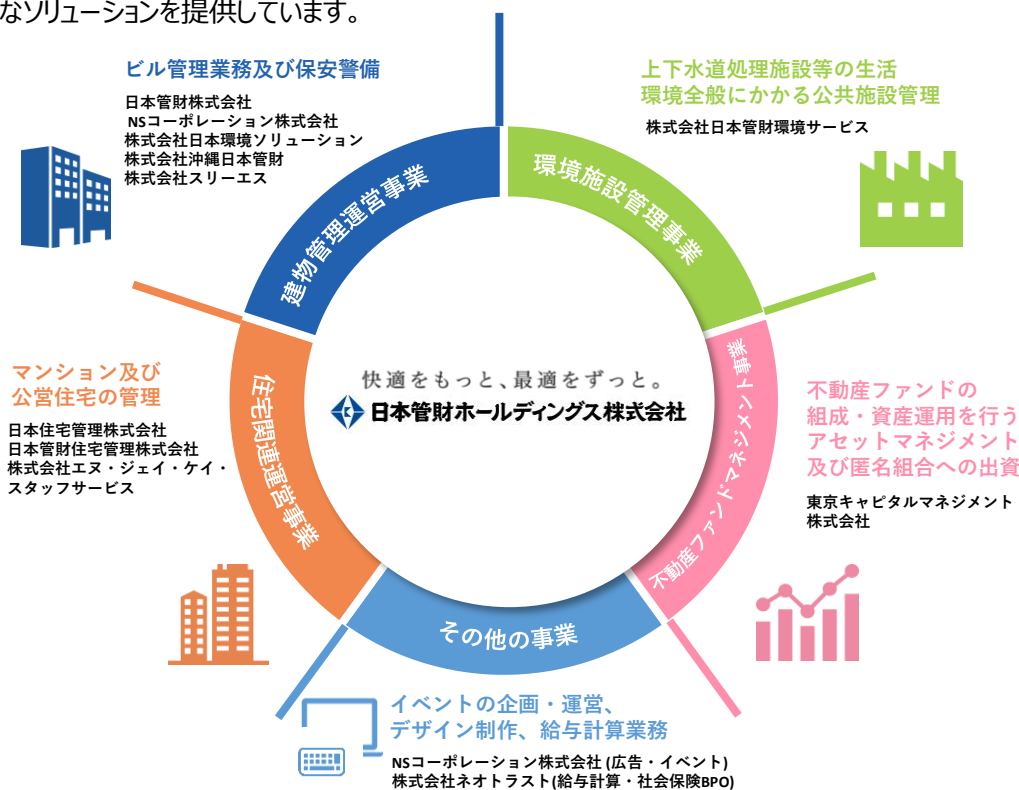 なソリューションを提供しています。
ビル管理業務及び保安警備
日本管財株式会社
NSコーポレーション株式会社
株式会社日本環境ソリューション
株式会社沖縄日本管財
株式会社スリーエス
上下水道処理施設等の生活
環境全般にかかる公共施設管理
株式会社日本管財環境サービス
建物管理運営事業
環境施設管理事業
マンション及び
公営住宅の管理
日本住宅管理株式会社
日本管財住宅管理株式会社
株式会社エヌ・ジェイ・ケイ・
スタッフサービス
住宅関連運営事業
快適をもっと、最適をずっと。
日本管財ホールディングス株式会社
不動産ファンドマネジメント事業
不動産ファンドの
組成・資産運用を行う
アセットマネジメント
及び匿名組合への出資
東京キャピタルマネジメント
株式会社
その他の事業
イベントの企画・運営、
デザイン制作、給与計算業務
NSコーポレーション株式会社 (広告・イベント)
株式会社ネオトラスト(給与計算・社会保険BPO)